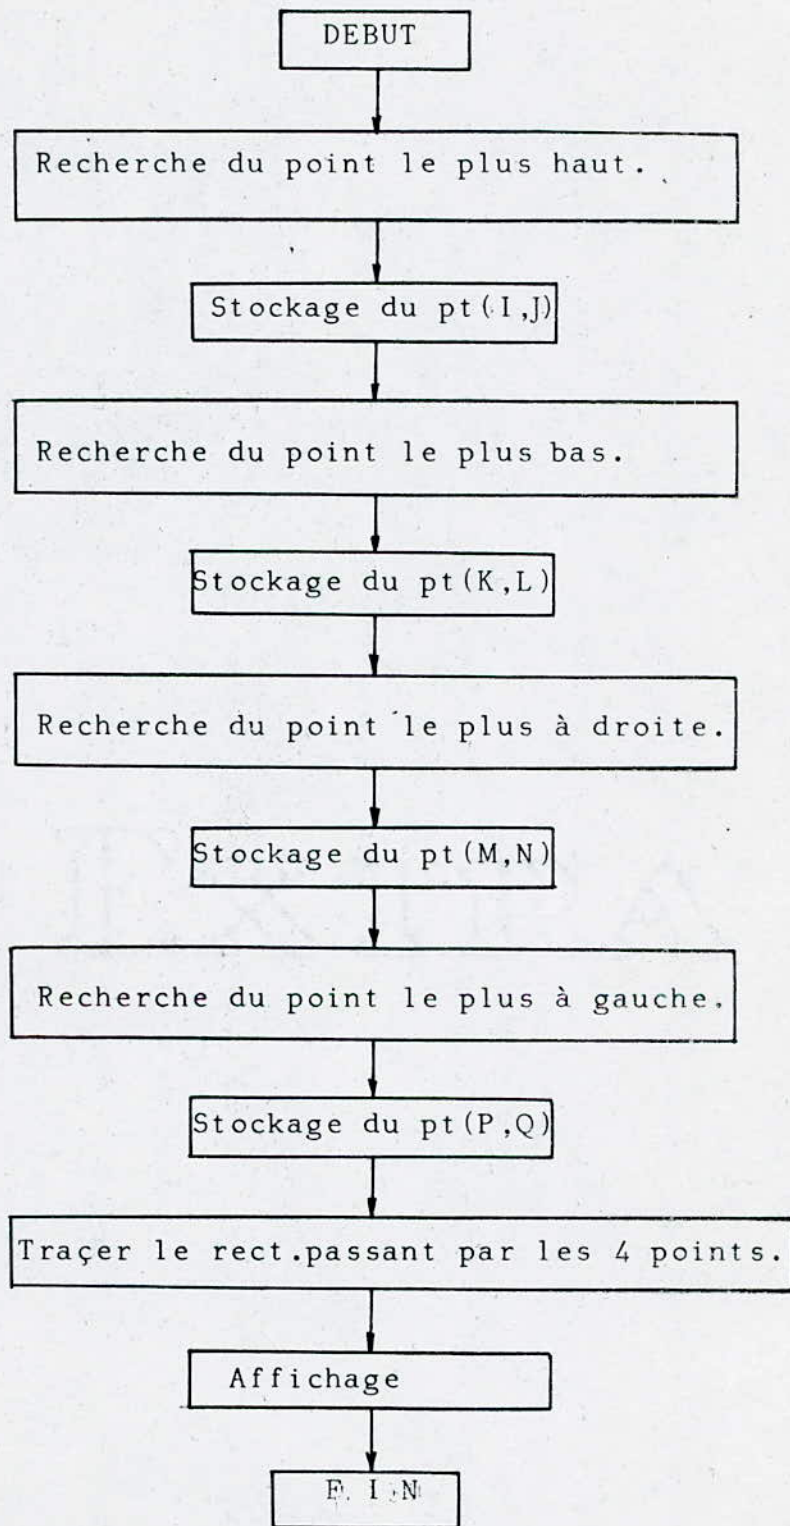 DEBUT
Recherche du point le plus haut.
Stockage du pt(I,J)
Recherche du point le plus bas.
Stockage du pt(K,L)
Recherche du point le plus à droite.
Stockage du pt(M,N)
Recherche du point le plus à gauche.
Stockage du pt(P,Q)
Traçer le rect.passant par les 4 points.
Affichage
F I N